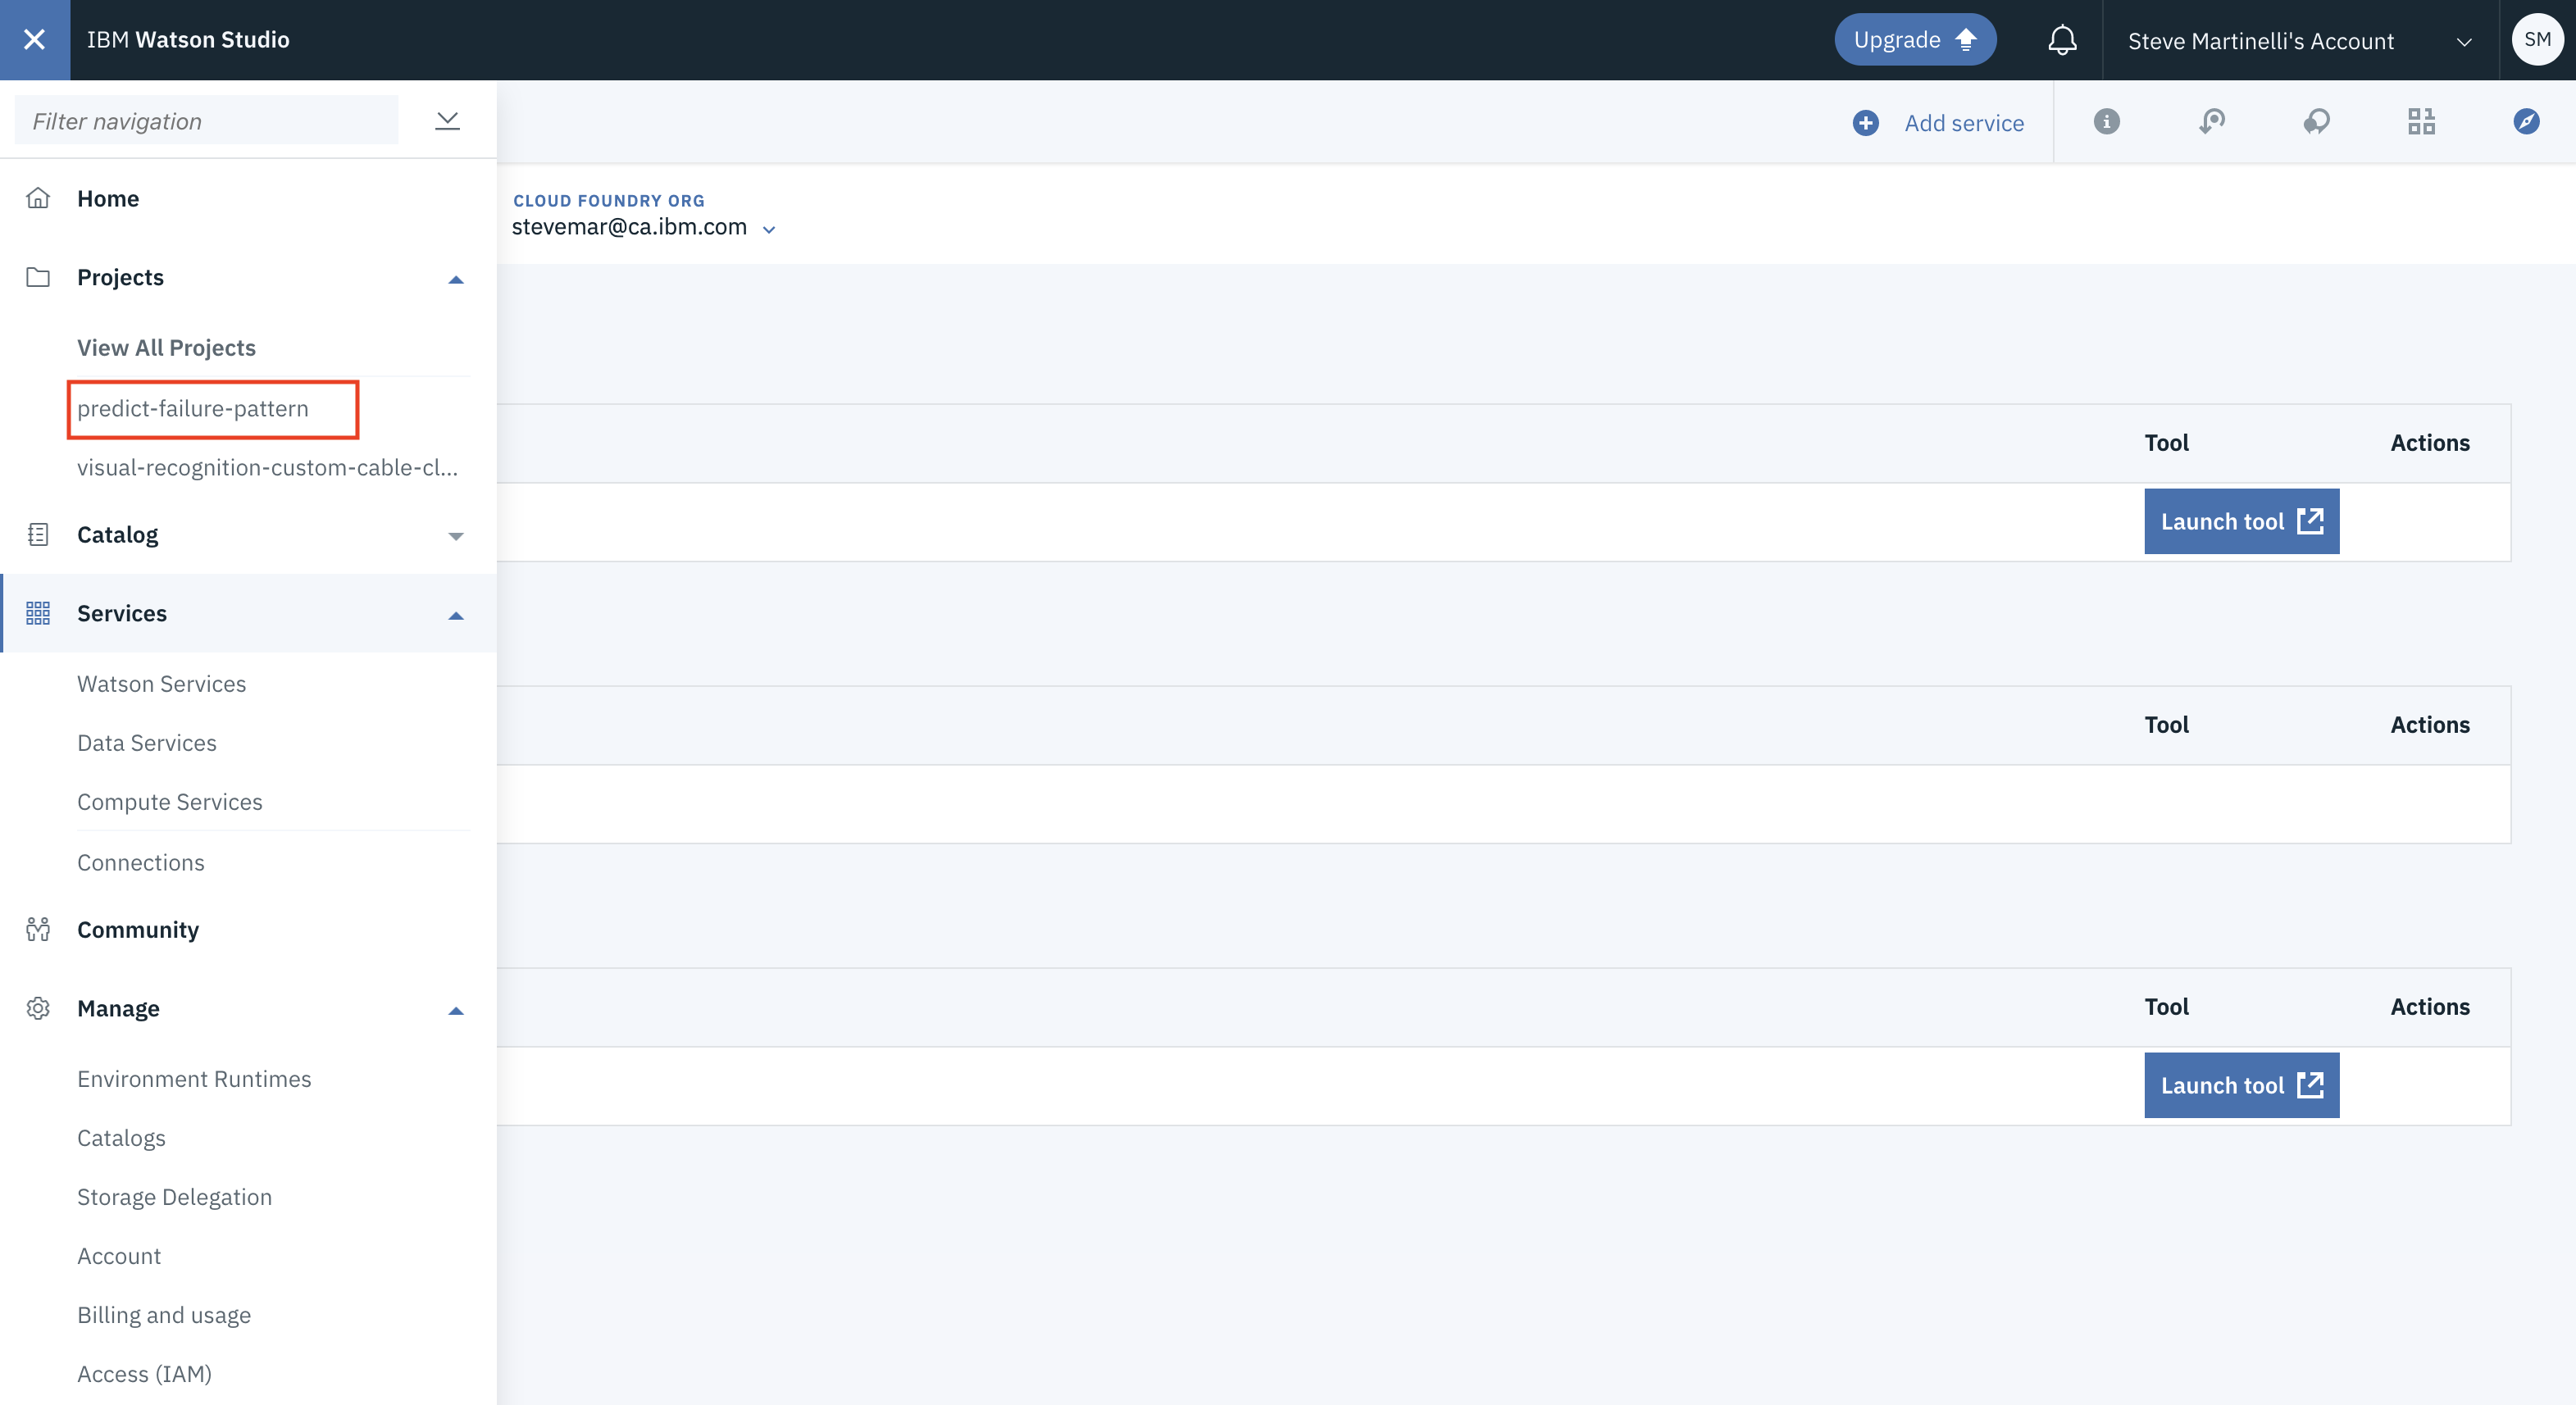 IBM Watson Studio
Upgrade
Steve Martinelli's Account
SM
Filter navigation
Add service
Home
CLOUD FOUNDRY ORG
stevemar@ca.ibm.com
Projects
View All Projects
predict-failure-pattern
visual-recognition-custom-cable-cl...
Catalog
Services
Watson Services
Data Services
Compute Services
Connections
Community
Manage
Environment Runtimes
Catalogs
Storage Delegation
Account
Billing and usage
Access (IAM)
Tool Actions
Launch tool
Tool Actions
Tool Actions
Launch tool